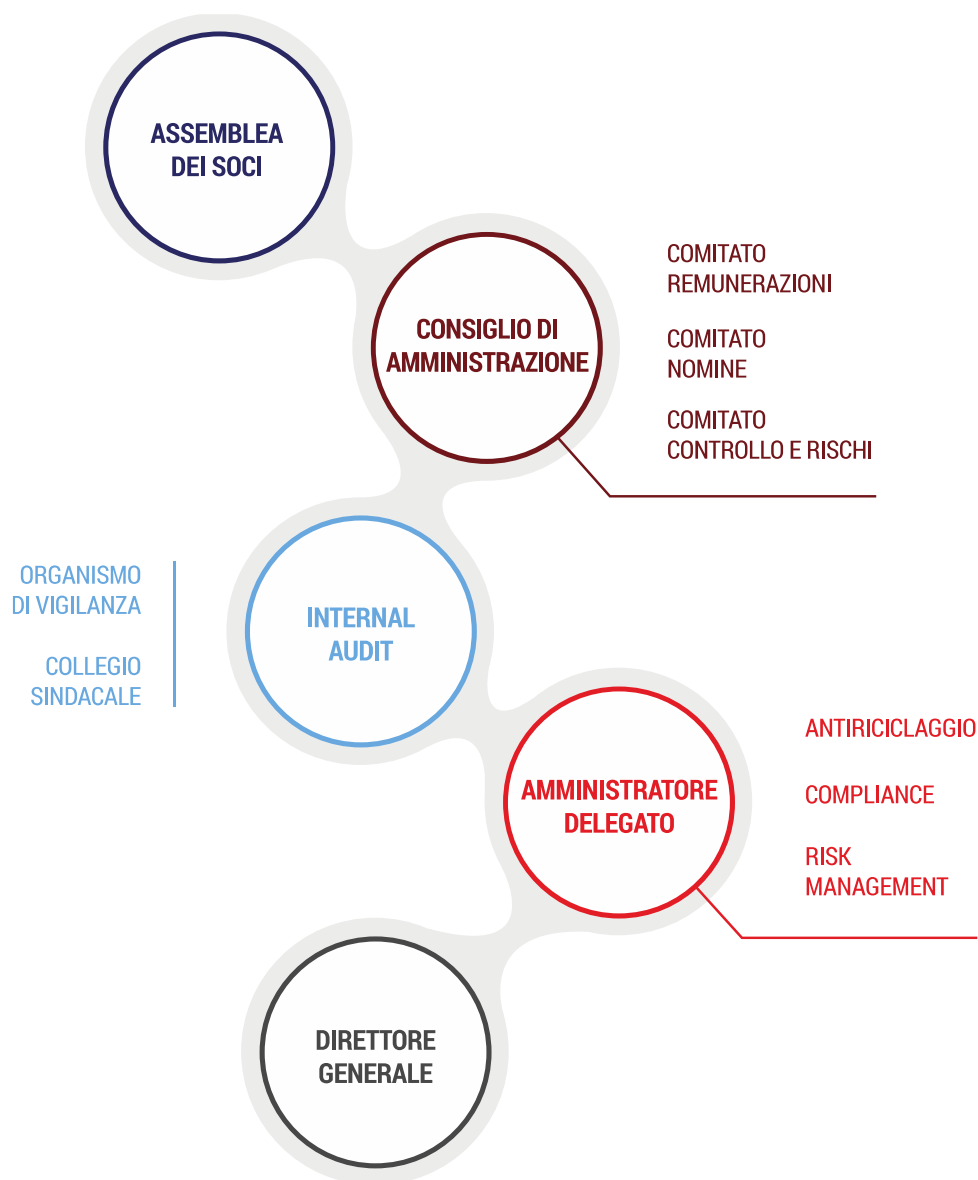 ASSEMBLEA
DEI SOCI
CONSIGLIO DI
AMMINISTRAZIONE
COMITATO
REMUNERAZIONI
COMITATO
NOMINE
COMITATO
CONTROLLO E RISCHI
ORGANISMO
DI VIGILANZA
COLLEGIO
SINDACALE
INTERNAL
AUDIT
AMMINISTRATORE
DELEGATO
ANTIRICICLAGGIO
COMPLIANCE
RISK
MANAGEMENT
DIRETTORE
GENERALE